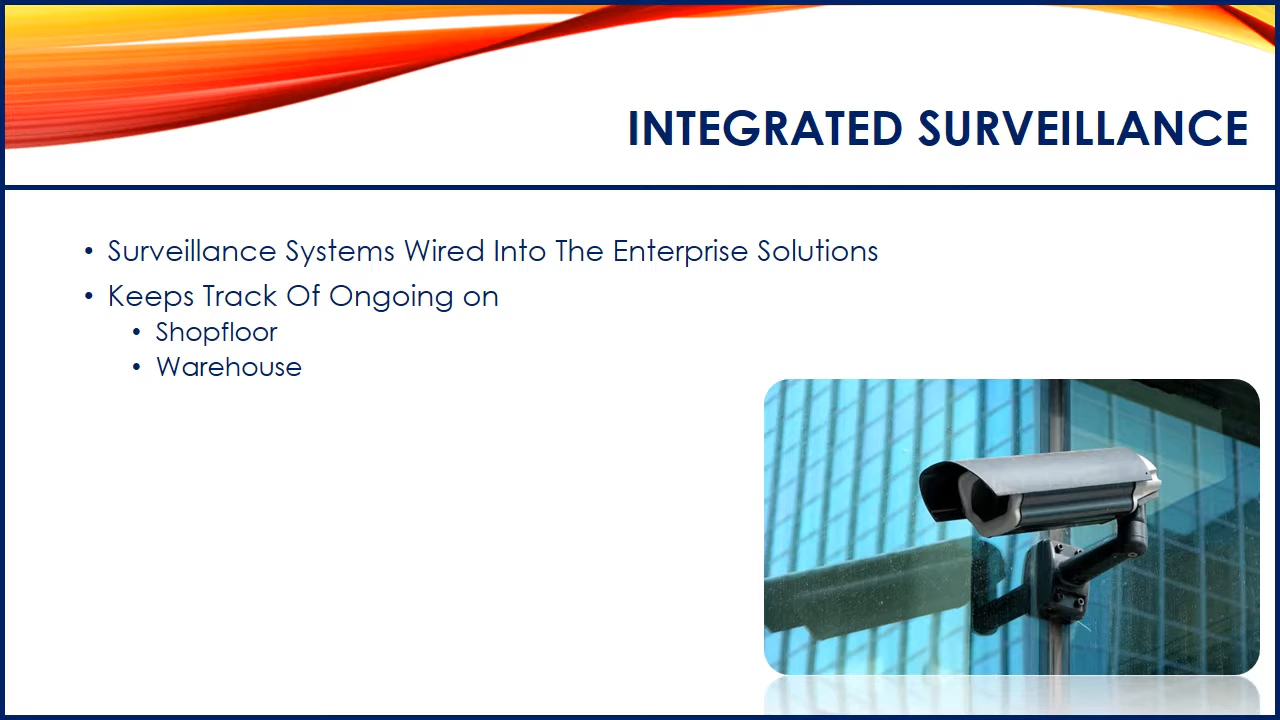 INTEGRATED SURVEILLANCE
• Surveillance Systems Wired Into The Enterprise Solutions
• Keeps Track Of Ongoing on
• Shopfloor
• Warehouse